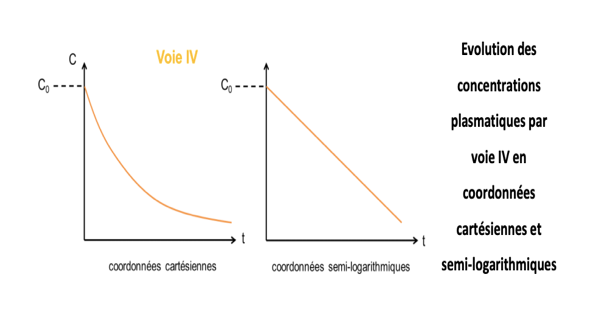 Voie IV
C
C₀
t
coordonnées cartésiennes
C₀
t
coordonnées semi-logarithmiques
Evolution des
concentrations
plasmatiques par
voie IV en
coordonnées
cartésiennes et
semi-logarithmiques